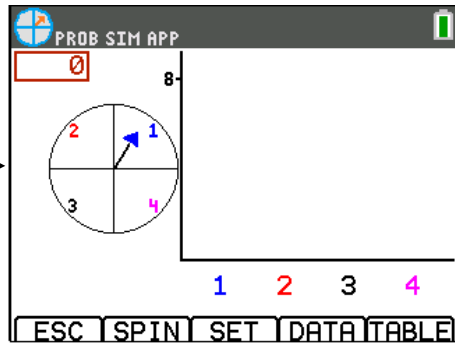 PROB SIM APP
0
8
2 1
3 4
1 2 3 4
ESC SPIN SET DATA TABLE